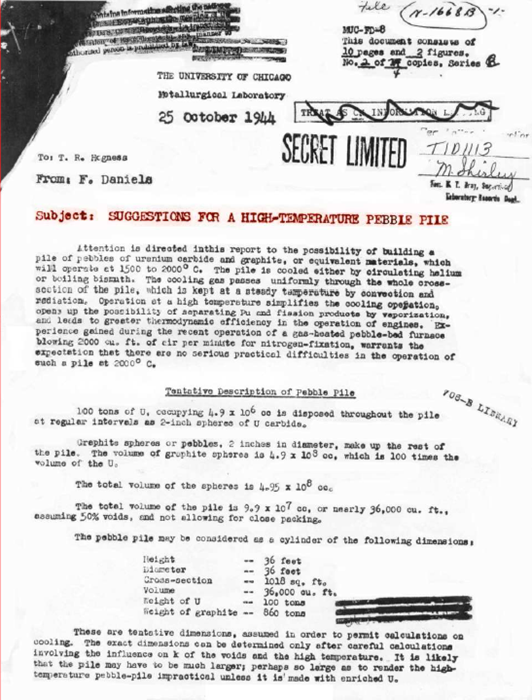 file (N-1668B) -1-
MUC-FD-8
This document consists of
10 pages and 2 figures.
No. 2 of copies. Series B
THE UNIVERSITY OF CHICAGO
Metallurgical Laboratory
25 October 1944
SECRET LIMITED
TID 1113
M. Shirley
To: T. R. Hogness
From: F. Daniels
Subject: SUGGESTIONS FOR A HIGH-TEMPERATURE PEBBLE PILE
Attention is directed inthis report to the possibility of building a
pile of pebbles of uranium carbide and graphite, or equivalent materials, which
will operate at 1500 to 2000° C. The pile is cooled either by circulating helium
or boiling bismuth. The cooling gas passes uniformly through the whole cross-
section of the pile, which is kept at a steady temperature by convection and
radiation. Operation at a high temperature simplifies the cooling operation,
opens up the possibility of separating Pu and fission products by vaporization,
and leads to greater thermodynamic efficiency in the operation of engines. Ex-
perience gained during the recent operation of a gas-heated pebble-bed furnace
blowing 2000 cu. ft. of air per minute for nitrogen-fixation, warrants the
expectation that there are no serious practical difficulties in the operation of
such a pile at 2000° C.
Tentative Description of Pebble Pile
100 tons of U, occupying 4.9 x 10⁶ cc is disposed throughout the pile
at regular intervals as 2-inch spheres of U carbide.
Graphite spheres or pebbles, 2 inches in diameter, make up the rest of
the pile. The volume of graphite spheres is 4.9 x 10⁸ cc, which is 100 times the
volume of the U.
The total volume of the spheres is 4.95 x 10⁸ cc.
The total volume of the pile is 9.9 x 10⁷ cc, or nearly 36,000 cu. ft.,
assuming 50% voids, and not allowing for close packing.
The pebble pile may be considered as a cylinder of the following dimensions:
Height -- 36 feet
Diameter -- 36 feet
Cross-section -- 1018 sq. ft.
Volume -- 36,000 cu. ft.
Weight of U -- 100 tons
Weight of graphite -- 860 tons
These are tentative dimensions, assumed in order to permit calculations on
cooling. The exact dimensions can be determined only after careful calculations
involving the influence on k of the voids and the high temperature. It is likely
that the pile may have to be much larger; perhaps so large as to render the high-
temperature pebble-pile impractical unless it is made with enriched U.